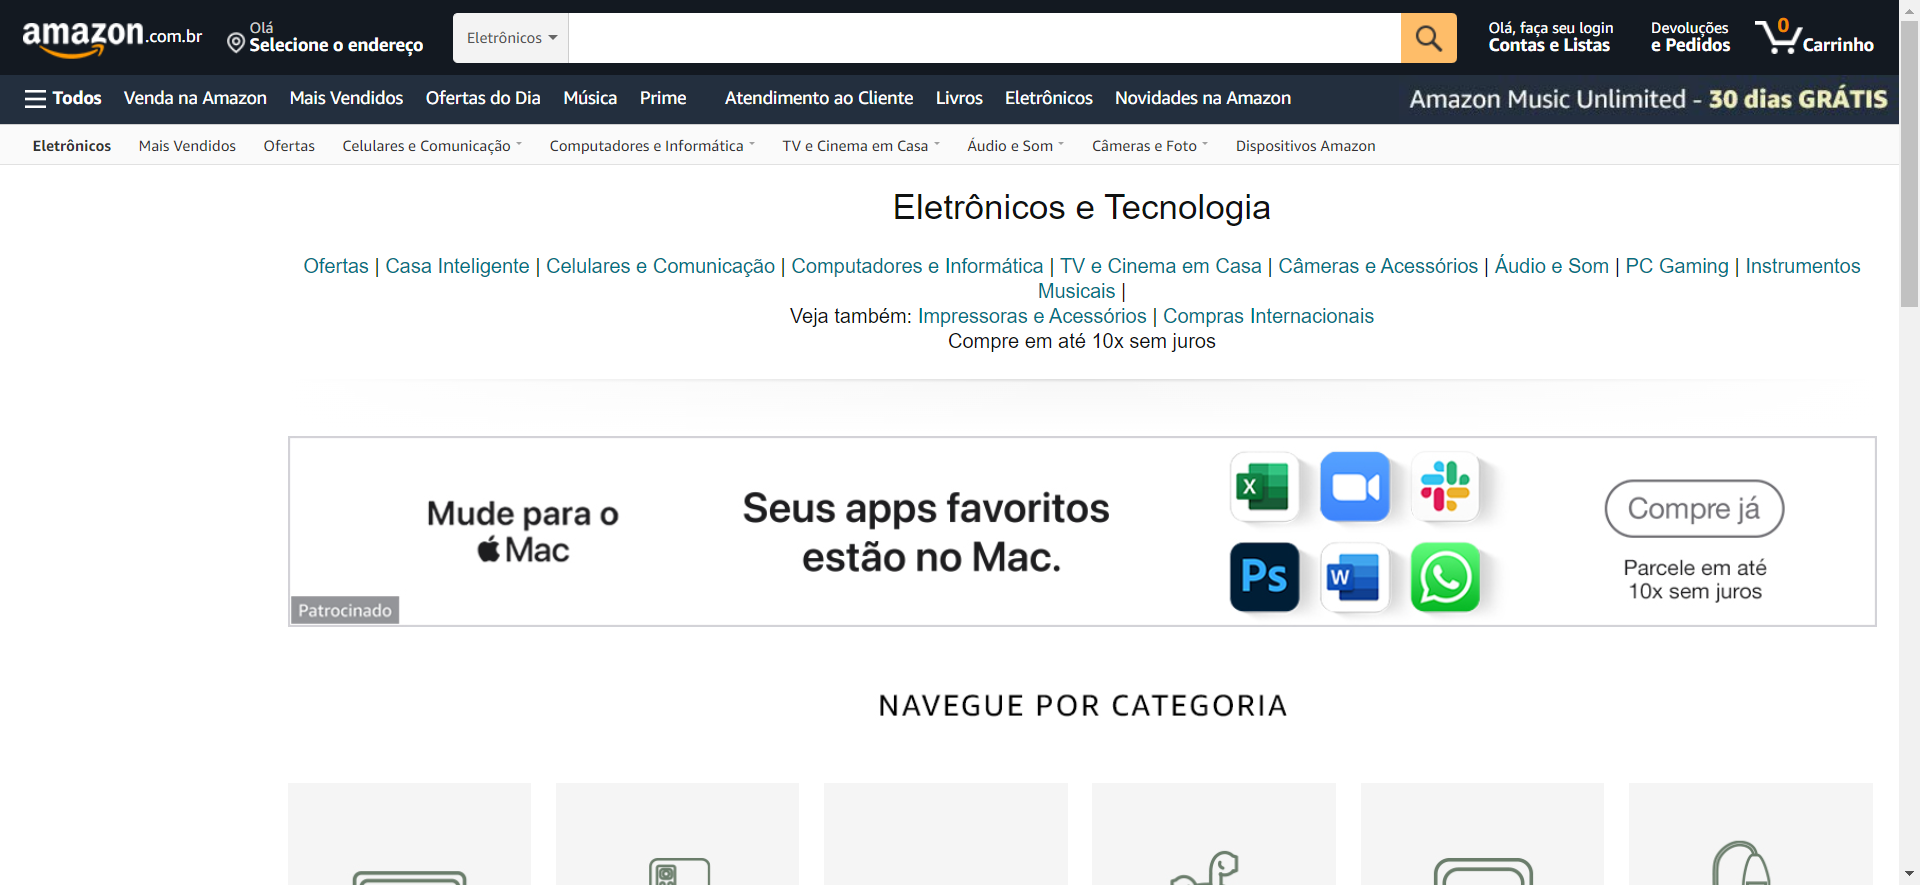 amazon.com.br
Olá
Selecione o endereço
Eletrônicos
Olá, faça seu login
Contas e Listas
Devoluções
e Pedidos
0
Carrinho
Todos
Venda na Amazon
Mais Vendidos
Ofertas do Dia
Música
Prime
Atendimento ao Cliente
Livros
Eletrônicos
Novidades na Amazon
Amazon Music Unlimited - 30 dias GRÁTIS
Eletrônicos
Mais Vendidos
Ofertas
Celulares e Comunicação
Computadores e Informática
TV e Cinema em Casa
Áudio e Som
Câmeras e Foto
Dispositivos Amazon
Eletrônicos e Tecnologia
Ofertas | Casa Inteligente | Celulares e Comunicação | Computadores e Informática | TV e Cinema em Casa | Câmeras e Acessórios | Áudio e Som | PC Gaming | Instrumentos
Musicais |
Veja também: Impressoras e Acessórios | Compras Internacionais
Compre em até 10x sem juros
Mude para o
Mac
Patrocinado
Seus apps favoritos
estão no Mac.
X
Ps
W
Compre já
Parcele em até
10x sem juros
NAVEGUE POR CATEGORIA